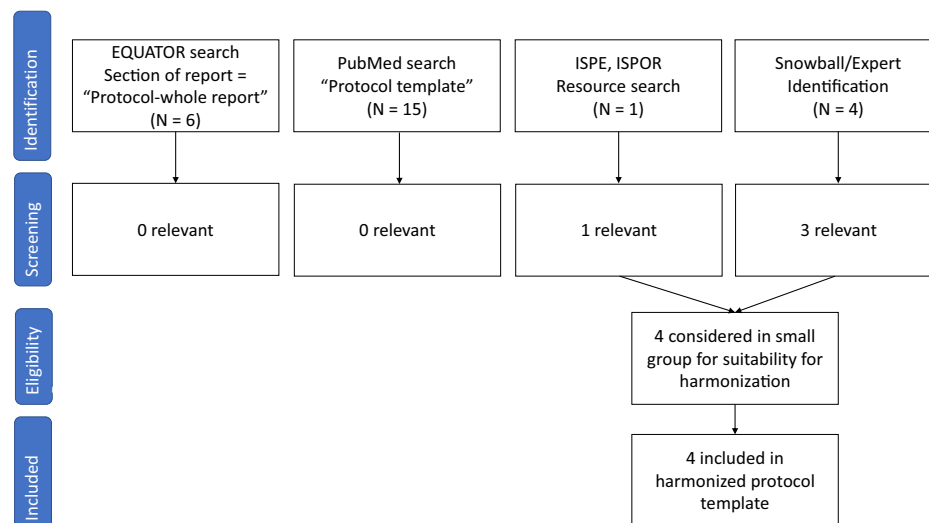 Identification
EQUATOR search
Section of report =
“Protocol-whole report”
(N = 6)
PubMed search
“Protocol template”
(N = 15)
ISPE, ISPOR
Resource search
(N = 1)
Snowball/Expert
Identification
(N = 4)
Screening
0 relevant
0 relevant
1 relevant
3 relevant
Eligibility
4 considered in small
group for suitability for
harmonization
Included
4 included in
harmonized protocol
template